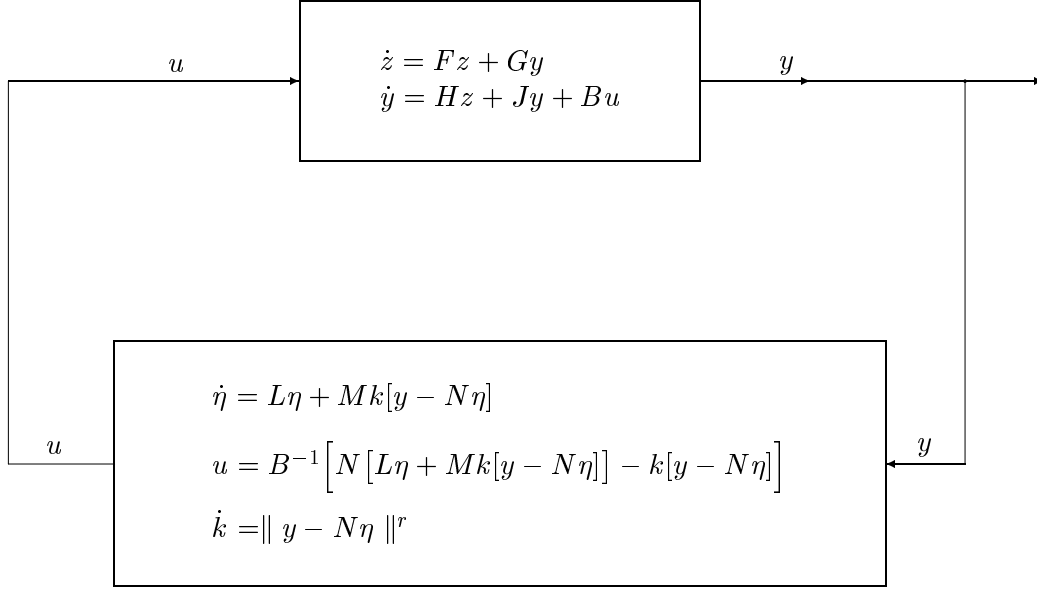 u
ż = Fz + Gy
y
ẏ = Hz + Jy + Bu
η̇ = Lη + Mk[y − Nη]
u
u = B⁻¹[N[Lη + Mk[y − Nη]] − k[y − Nη]]
y
k̇ =∥ y − Nη ∥ʳ